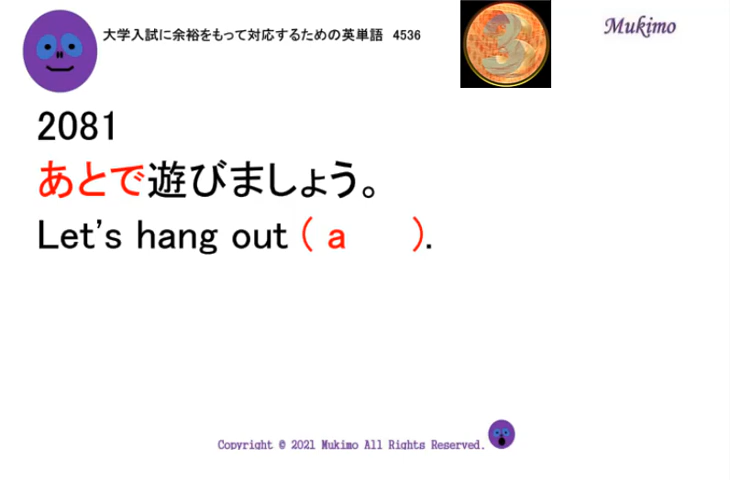 大学入試に余裕をもって対応するための英単語 4536
3
Mukimo
2081
あとで遊びましょう。
Let's hang out ( a     ).
Copyright © 2021 Mukimo All Rights Reserved.